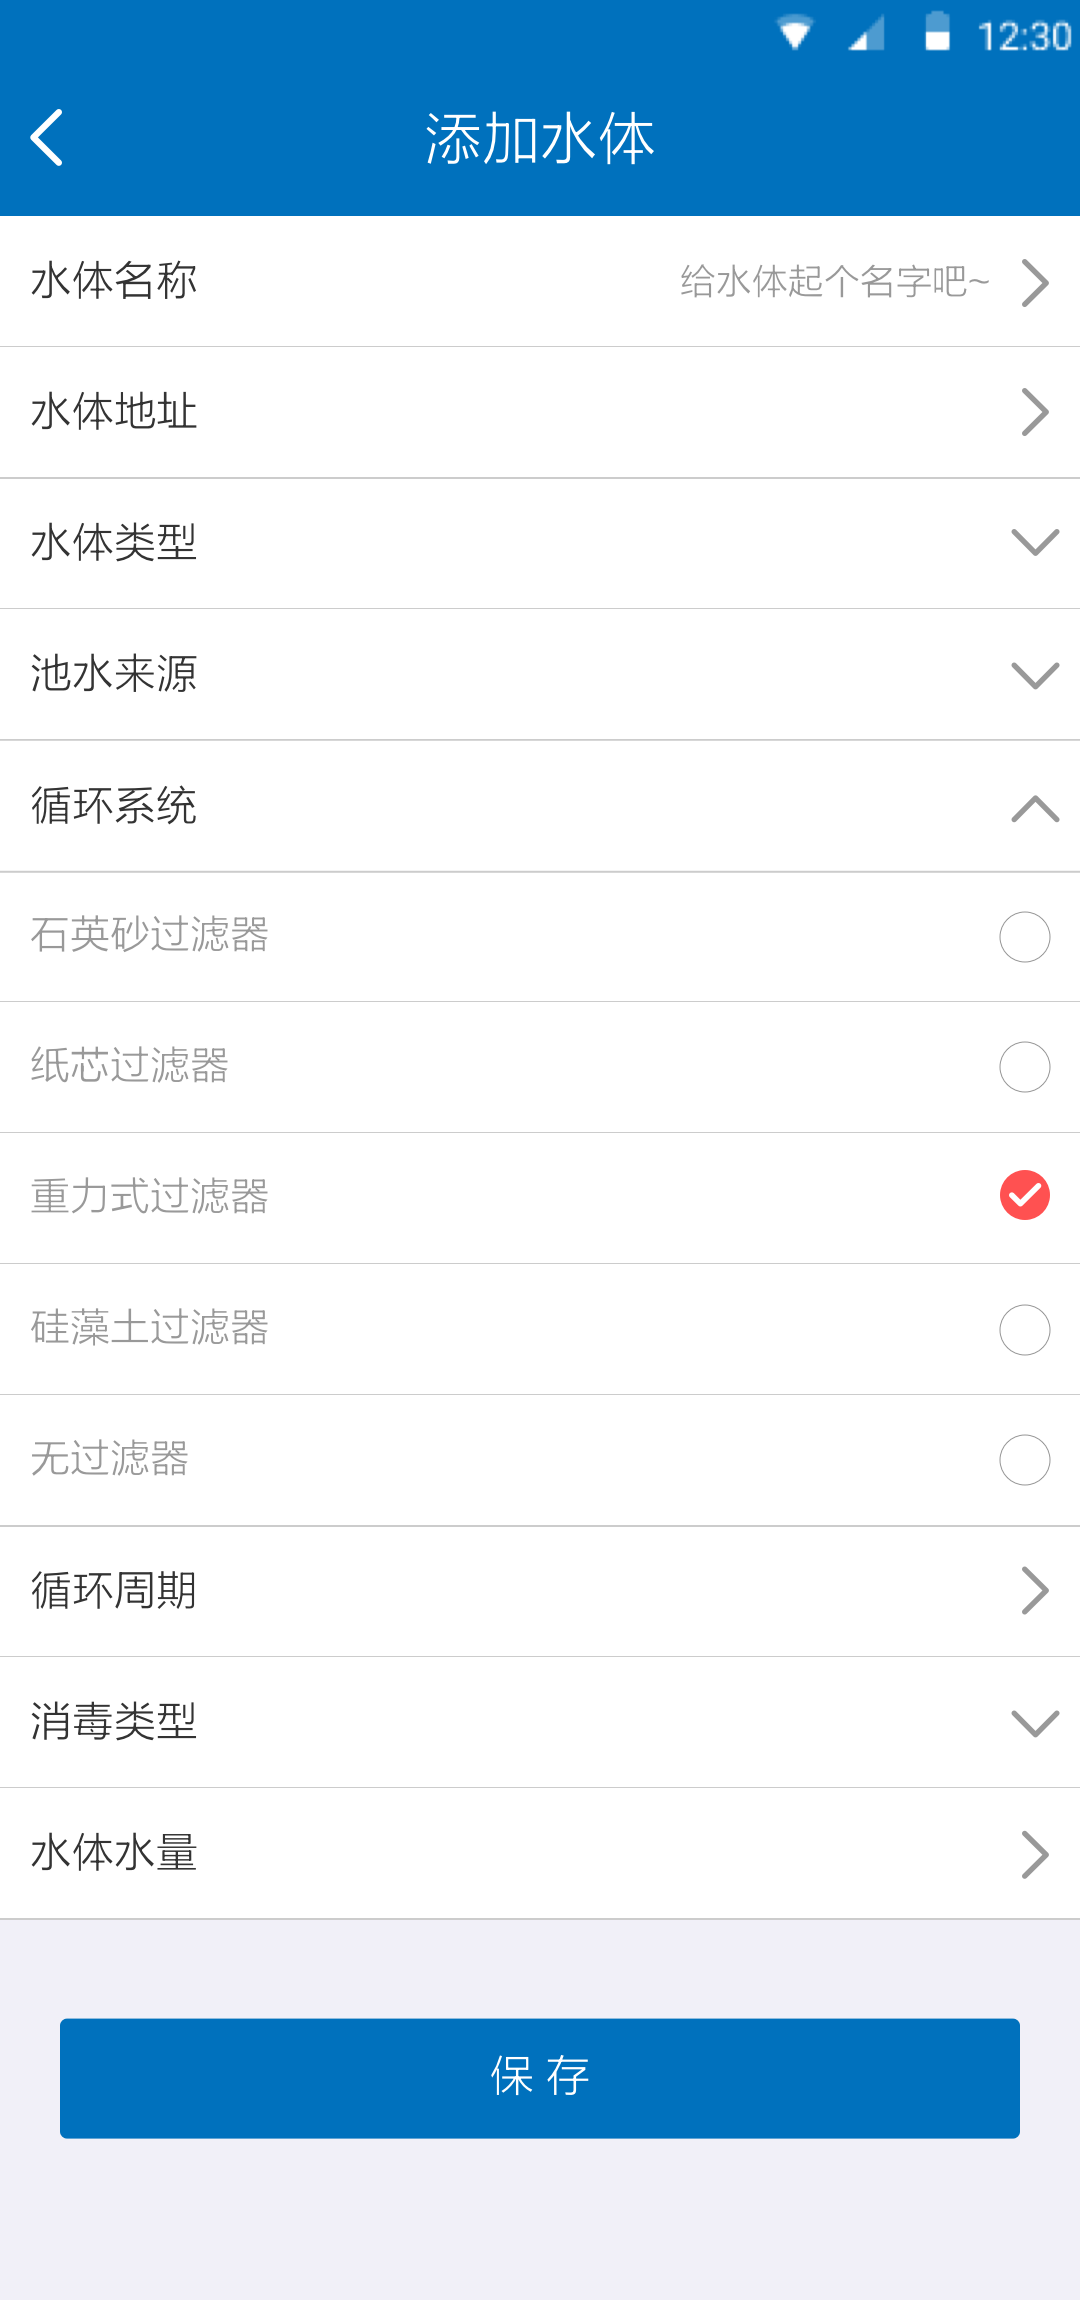 12:30
添加水体
水体名称 给水体起个名字吧~
水体地址
水体类型
池水来源
循环系统
石英砂过滤器
纸芯过滤器
重力式过滤器
硅藻土过滤器
无过滤器
循环周期
消毒类型
水体水量
保 存